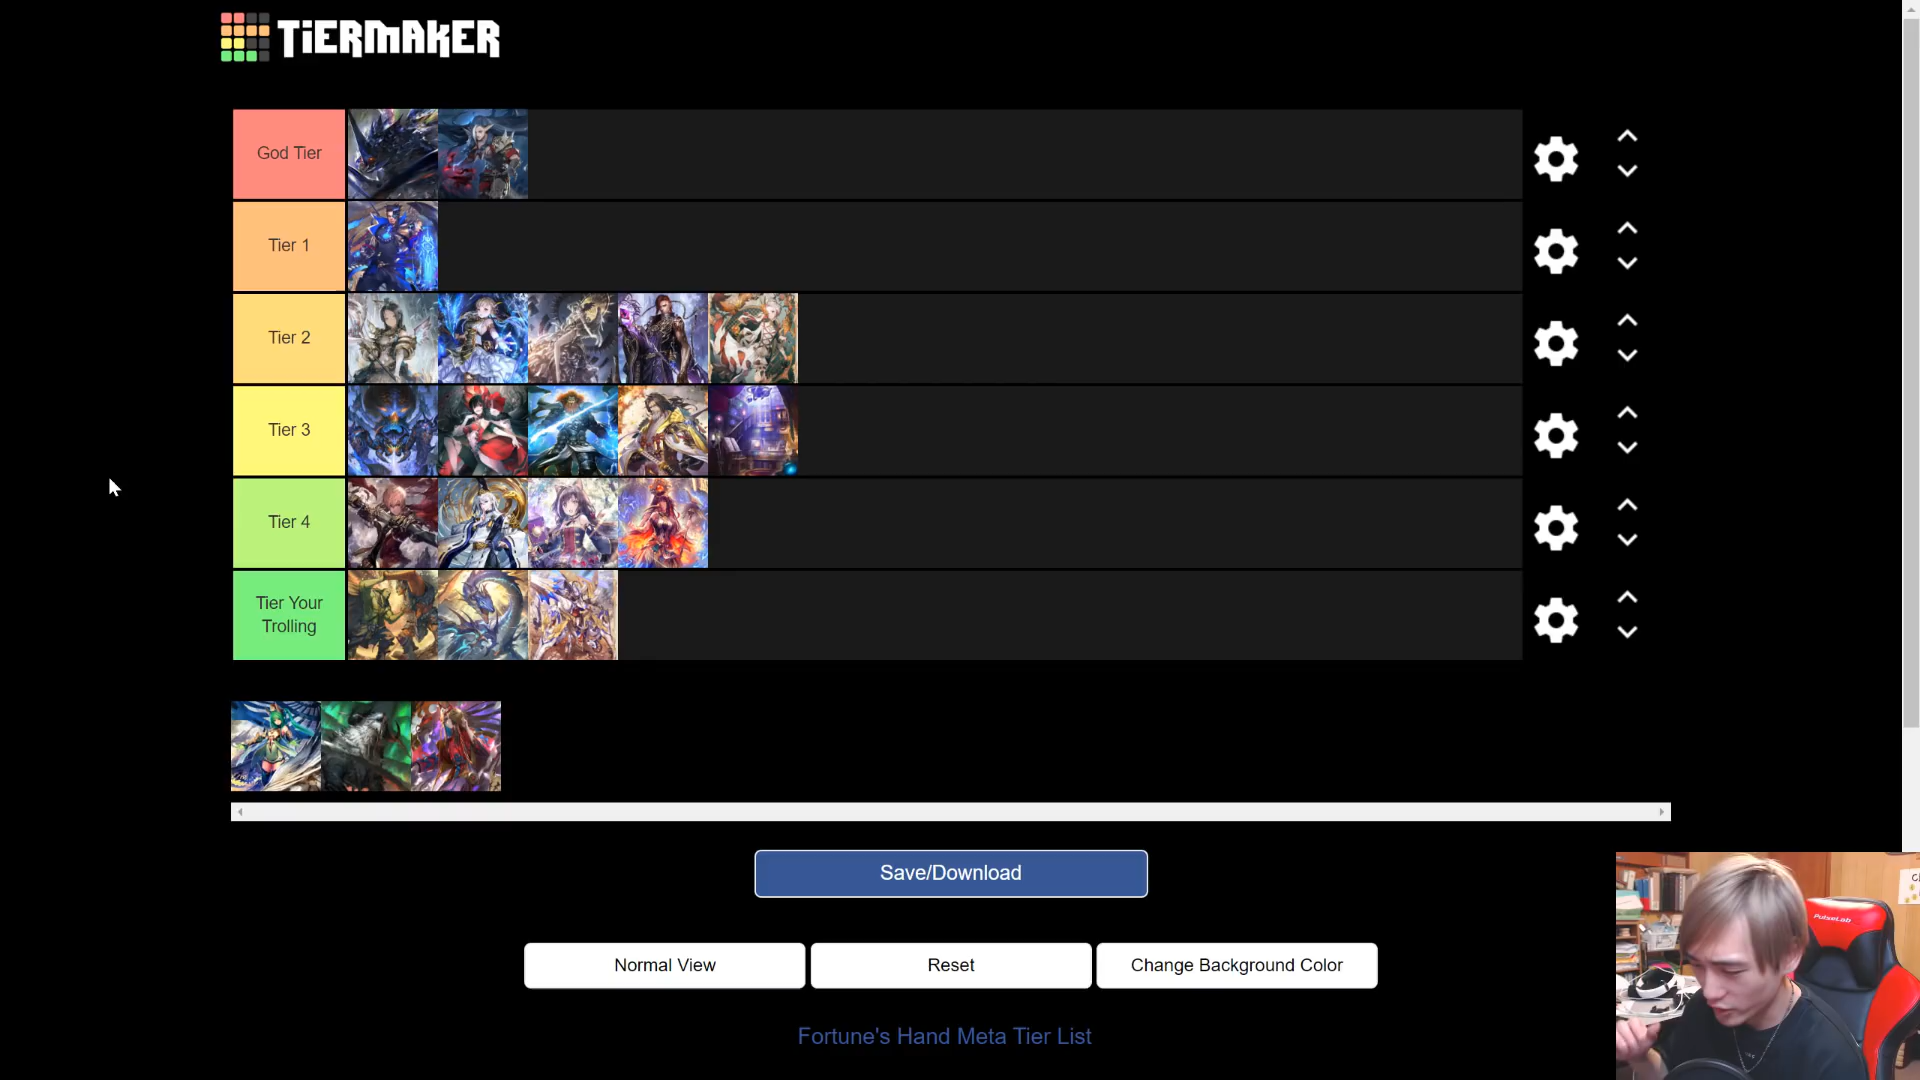 TiERMAKER
God Tier
Tier 1
Tier 2
Tier 3
Tier 4
Tier Your
Trolling
Save/Download
Normal View
Reset
Change Background Color
Fortune's Hand Meta Tier List
PulseLab